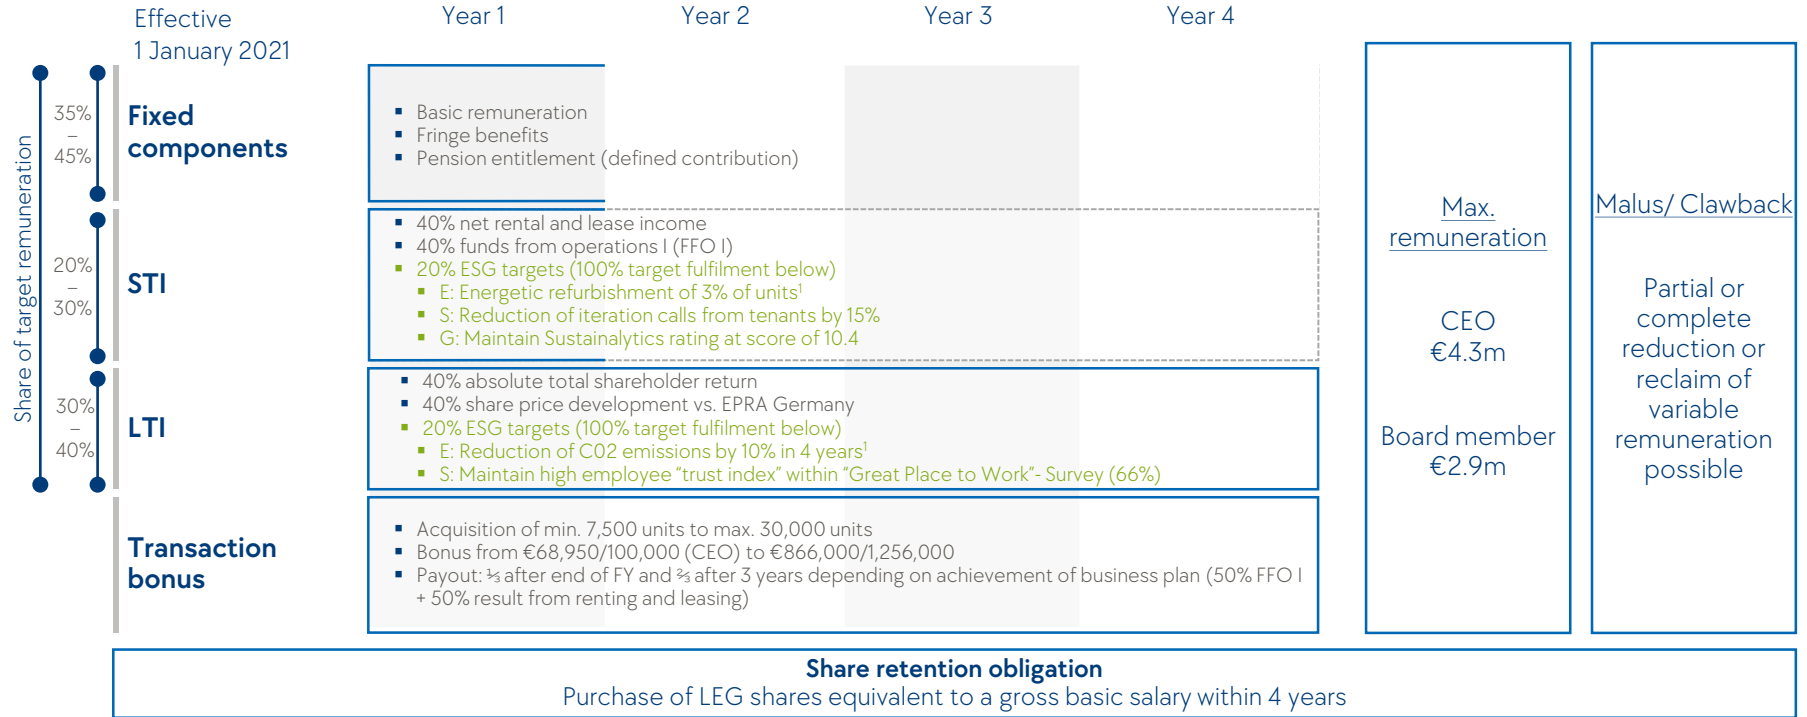 Effective
1 January 2021
Year 1
Year 2
Year 3
Year 4
Share of target remuneration
35%
–
45%
Fixed
components
▪ Basic remuneration
▪ Fringe benefits
▪ Pension entitlement (defined contribution)
20%
–
30%
STI
▪ 40% net rental and lease income
▪ 40% funds from operations I (FFO I)
▪ 20% ESG targets (100% target fulfilment below)
▪ E: Energetic refurbishment of 3% of units¹
▪ S: Reduction of iteration calls from tenants by 15%
▪ G: Maintain Sustainalytics rating at score of 10.4
30%
–
40%
LTI
▪ 40% absolute total shareholder return
▪ 40% share price development vs. EPRA Germany
▪ 20% ESG targets (100% target fulfilment below)
▪ E: Reduction of C02 emissions by 10% in 4 years¹
▪ S: Maintain high employee “trust index” within “Great Place to Work”- Survey (66%)
Transaction
bonus
▪ Acquisition of min. 7,500 units to max. 30,000 units
▪ Bonus from €68,950/100,000 (CEO) to €866,000/1,256,000
▪ Payout: ⅓ after end of FY and ⅔ after 3 years depending on achievement of business plan (50% FFO I
+ 50% result from renting and leasing)
Max.
remuneration
CEO
€4.3m
Board member
€2.9m
Malus/ Clawback
Partial or
complete
reduction or
reclaim of
variable
remuneration
possible
Share retention obligation
Purchase of LEG shares equivalent to a gross basic salary within 4 years